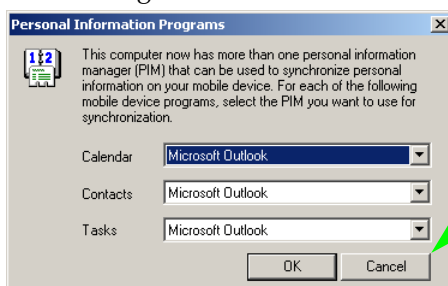 Personal Information Programs
This computer now has more than one personal information
manager (PIM) that can be used to synchronize personal
information on your mobile device. For each of the following
mobile device programs, select the PIM you want to use for
synchronization.
Calendar Microsoft Outlook
Contacts Microsoft Outlook
Tasks Microsoft Outlook
OK Cancel